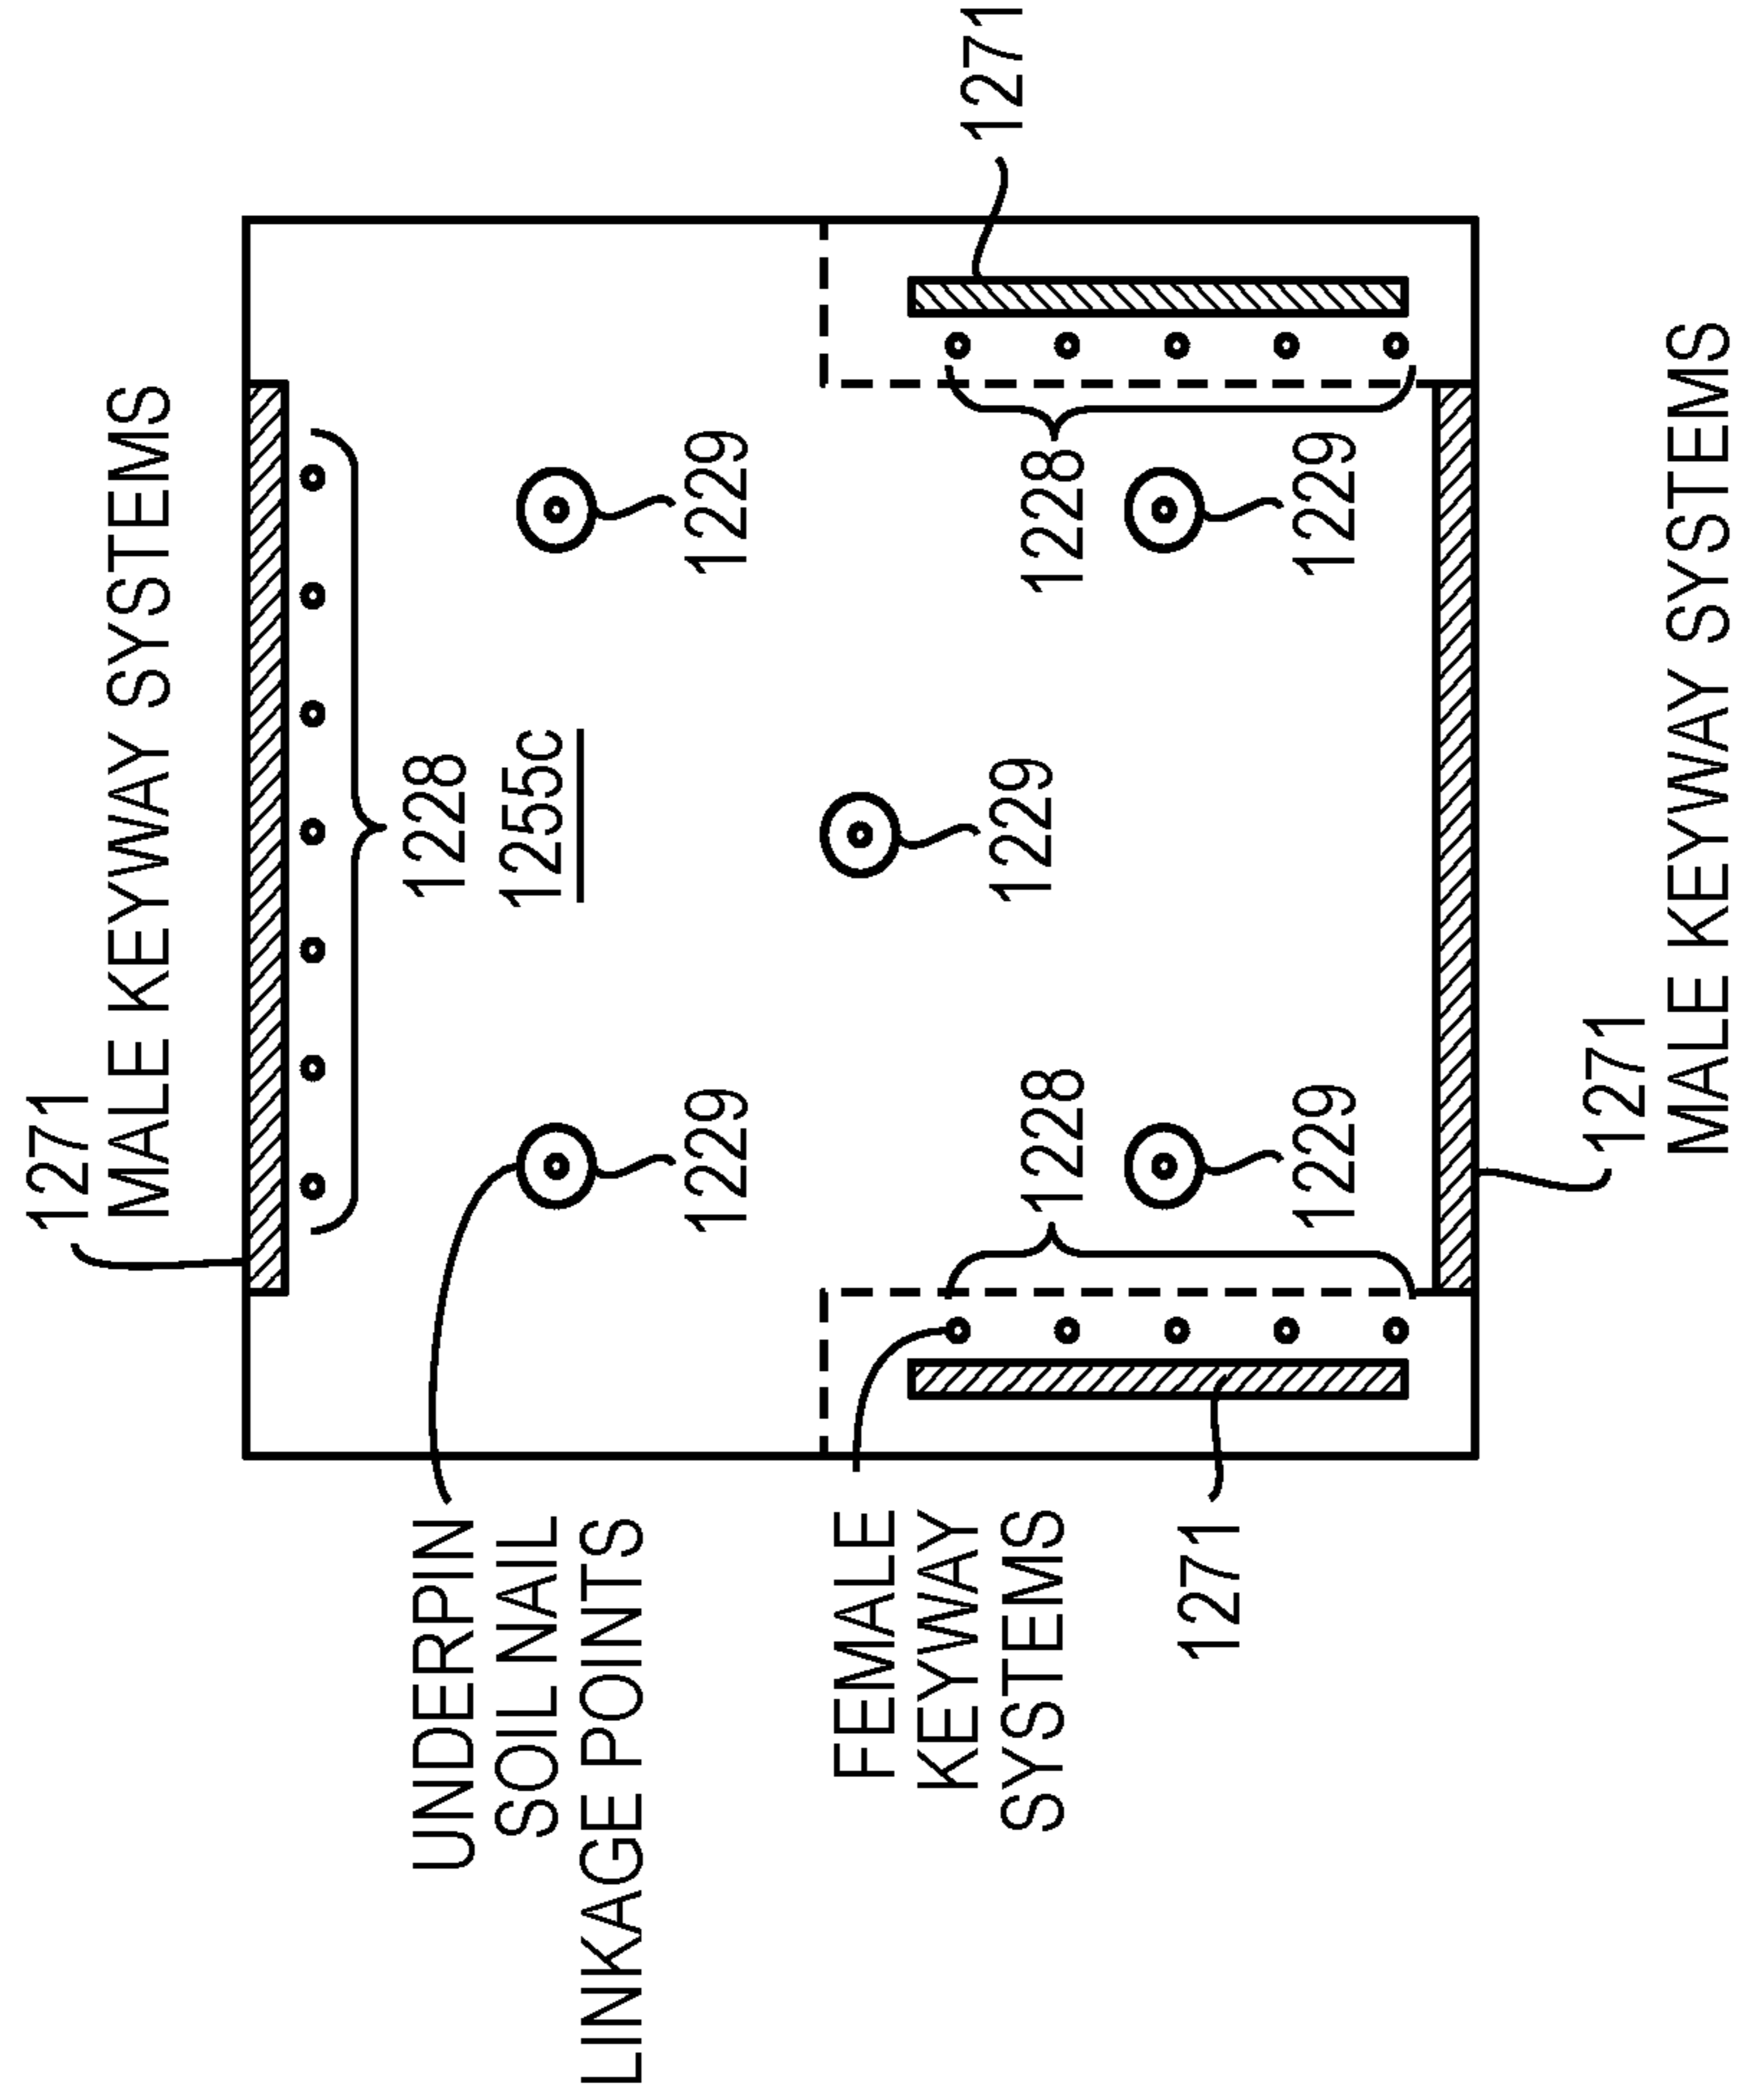 1271
MALE KEYWAY SYSTEMS
1228
1255c
UNDERPIN
SOIL NAIL
LINKAGE POINTS
1229
1229
1229
FEMALE
KEYWAY
SYSTEMS
1228
1228
1271
1271
1229
1229
1271
MALE KEYWAY SYSTEMS